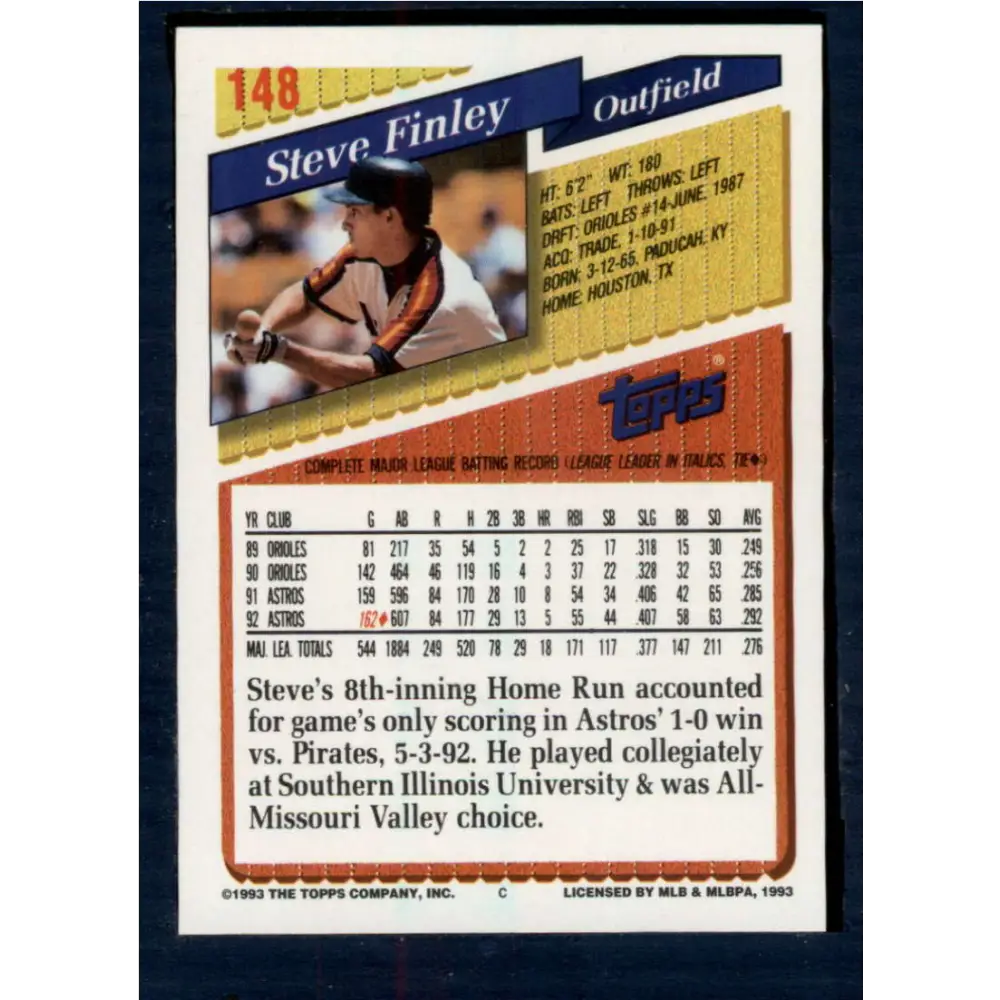 148
Steve Finley
Outfield
HT: 6'2" WT: 180
BATS: LEFT THROWS: LEFT
DRFT: ORIOLES #14-JUNE, 1987
ACQ: TRADE, 1-10-91
BORN: 3-12-65, PADUCAH, KY
HOME: HOUSTON, TX
topps®
COMPLETE MAJOR LEAGUE BATTING RECORD (LEAGUE LEADER IN ITALICS, TIE♦)
YR CLUB G AB R H 2B 3B HR RBI SB SLG BB SO AVG
89 ORIOLES 81 217 35 54 5 2 2 25 17 .318 15 30 .249
90 ORIOLES 142 464 46 119 16 4 3 37 22 .328 32 53 .256
91 ASTROS 159 596 84 170 28 10 8 54 34 .406 42 65 .285
92 ASTROS 162♦ 607 84 177 29 13 5 55 44 .407 58 63 .292
MAJ. LEA. TOTALS 544 1884 249 520 78 29 18 171 117 .377 147 211 .276
Steve's 8th-inning Home Run accounted
for game's only scoring in Astros' 1-0 win
vs. Pirates, 5-3-92. He played collegiately
at Southern Illinois University & was All-
Missouri Valley choice.
©1993 THE TOPPS COMPANY, INC. C LICENSED BY MLB & MLBPA, 1993